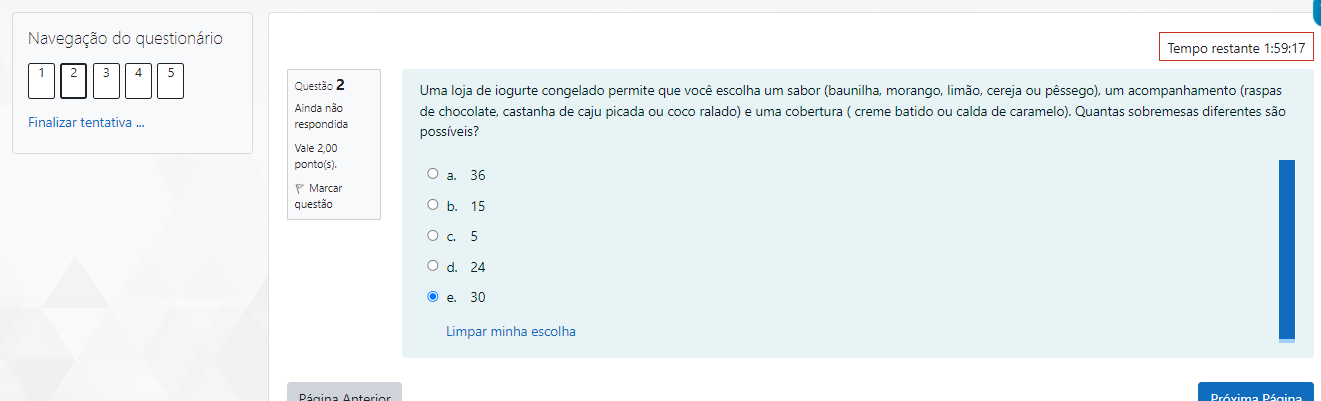 Navegação do questionário
1 2 3 4 5
Finalizar tentativa ...
Tempo restante 1:59:17
Questão 2
Ainda não
respondida
Vale 2,00
ponto(s).
Marcar
questão
Uma loja de iogurte congelado permite que você escolha um sabor (baunilha, morango, limão, cereja ou pêssego), um acompanhamento (raspas
de chocolate, castanha de caju picada ou coco ralado) e uma cobertura ( creme batido ou calda de caramelo). Quantas sobremesas diferentes são
possíveis?
a. 36
b. 15
c. 5
d. 24
e. 30
Limpar minha escolha
Página Anterior
Próxima Página